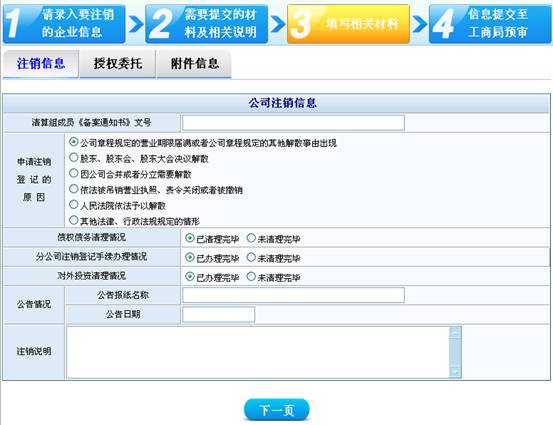 1
请录入要注销
的企业信息
2
需要提交的材
料及相关说明
3
填写相关材料
4
信息提交至
工商局预审
注销信息
授权委托
附件信息
公司注销信息
清算组成员《备案通知书》文号
申请注销
登 记 的
原 因
公司章程规定的营业期限届满或者公司章程规定的其他解散事由出现
股东、股东会、股东大会决议解散
因公司合并或者分立需要解散
依法被吊销营业执照、责令关闭或者被撤销
人民法院依法予以解散
其他法律、行政法规规定的情形
债权债务清理情况
已清理完毕 未清理完毕
分公司注销登记手续办理情况
已办理完毕 未清理完毕
对外投资清理情况
已办理完毕 未清理完毕
公告情况
公告报纸名称
公告日期
注销说明
下一页